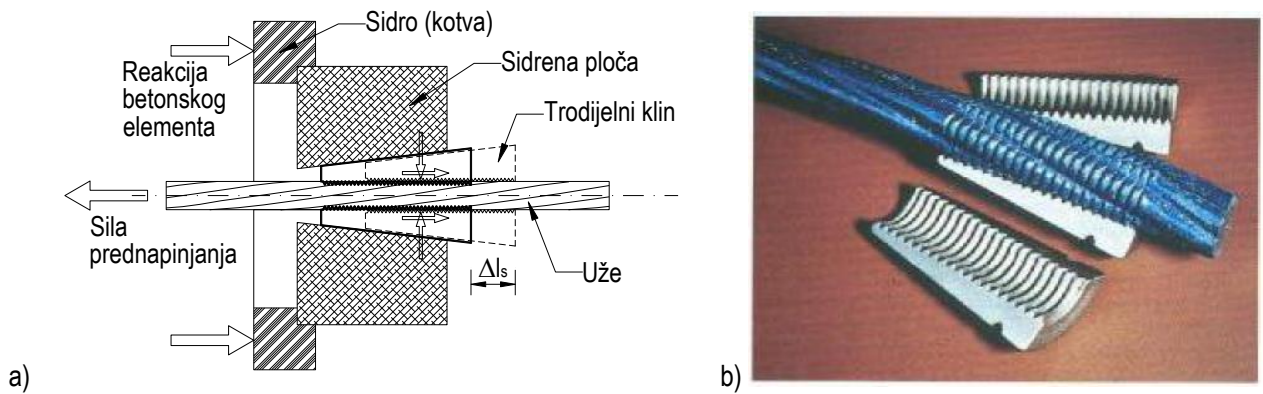 Sidro (kotva)
Reakcija
betonskog
elementa
Sidrena ploča
Trodijelni klin
Sila
prednapinjanja
Δls
Uže
a)
b)